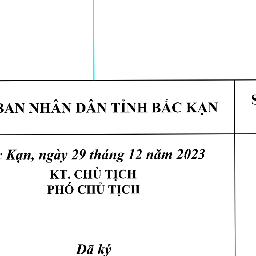 BAN NHÂN DÂN TỈNH BẮC KẠN
Kạn, ngày 29 tháng 12 năm 2023
KT. CHỦ TỊCH
PHÓ CHỦ TỊCH
Đã ký